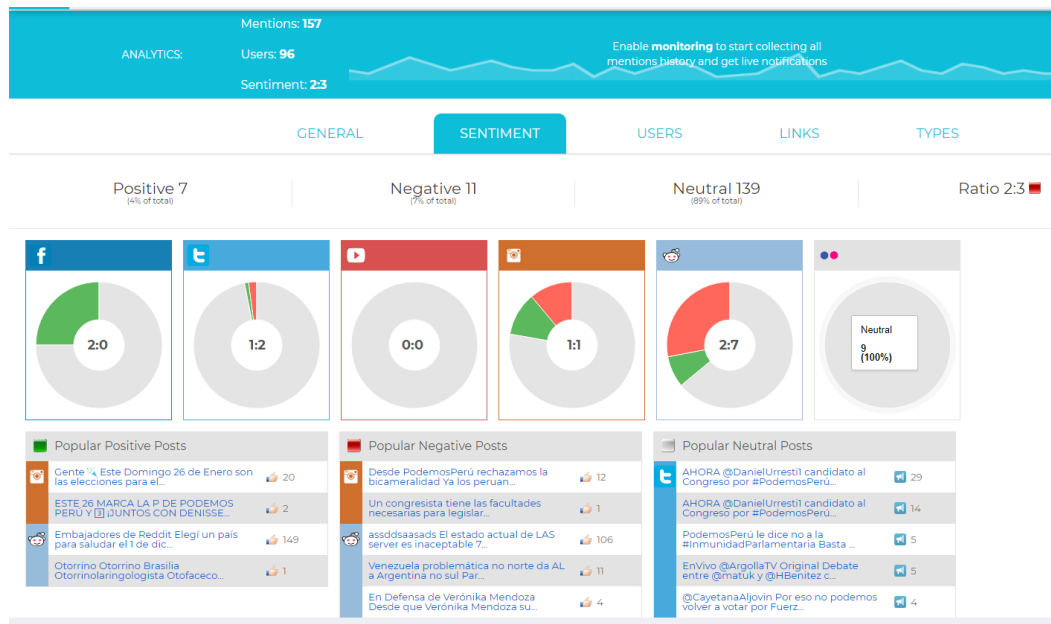 Mentions: 157
ANALYTICS:
Users: 96
Sentiment: 2:3
Enable monitoring to start collecting all
mentions history and get live notifications
GENERAL
SENTIMENT
USERS
LINKS
TYPES
Positive 7
(4% of total)
Negative 11
(7% of total)
Neutral 139
(89% of total)
Ratio 2:3
2:0
1:2
0:0
1:1
2:7
Neutral
9
(100%)
Popular Positive Posts
Gente Este Domingo 26 de Enero son
las elecciones para el...
20
ESTE 26 MARCA LA P DE PODEMOS
PERÚ Y 3 ¡JUNTOS CON DENISSE...
2
Embajadores de Reddit Elegí un país
para saludar el 1 de dic...
149
Otorrino Otorrino Brasilia
Otorrinolaringologista Otofaceco...
1
Popular Negative Posts
Desde PodemosPerú rechazamos la
bicameralidad Ya los peruan...
12
Un congresista tiene las facultades
necesarias para legislar...
1
assddsaasads El estado actual de LAS
server es inaceptable 7...
106
Venezuela problemática no norte da AL
a Argentina no sul Par...
11
En Defensa de Verónika Mendoza
Desde que Verónika Mendoza su...
4
Popular Neutral Posts
AHORA @DanielUrresti1 candidato al
Congreso por #PodemosPerú...
29
AHORA @DanielUrresti1 candidato al
Congreso por #PodemosPerú...
14
PodemosPerú le dice no a la
#InmunidadParlamentaria Basta ...
5
EnVivo @ArgollaTV Original Debate
entre @matuk y @HBenitez c...
5
@CayetanaAljovin Por eso no podemos
volver a votar por Fuerz...
4